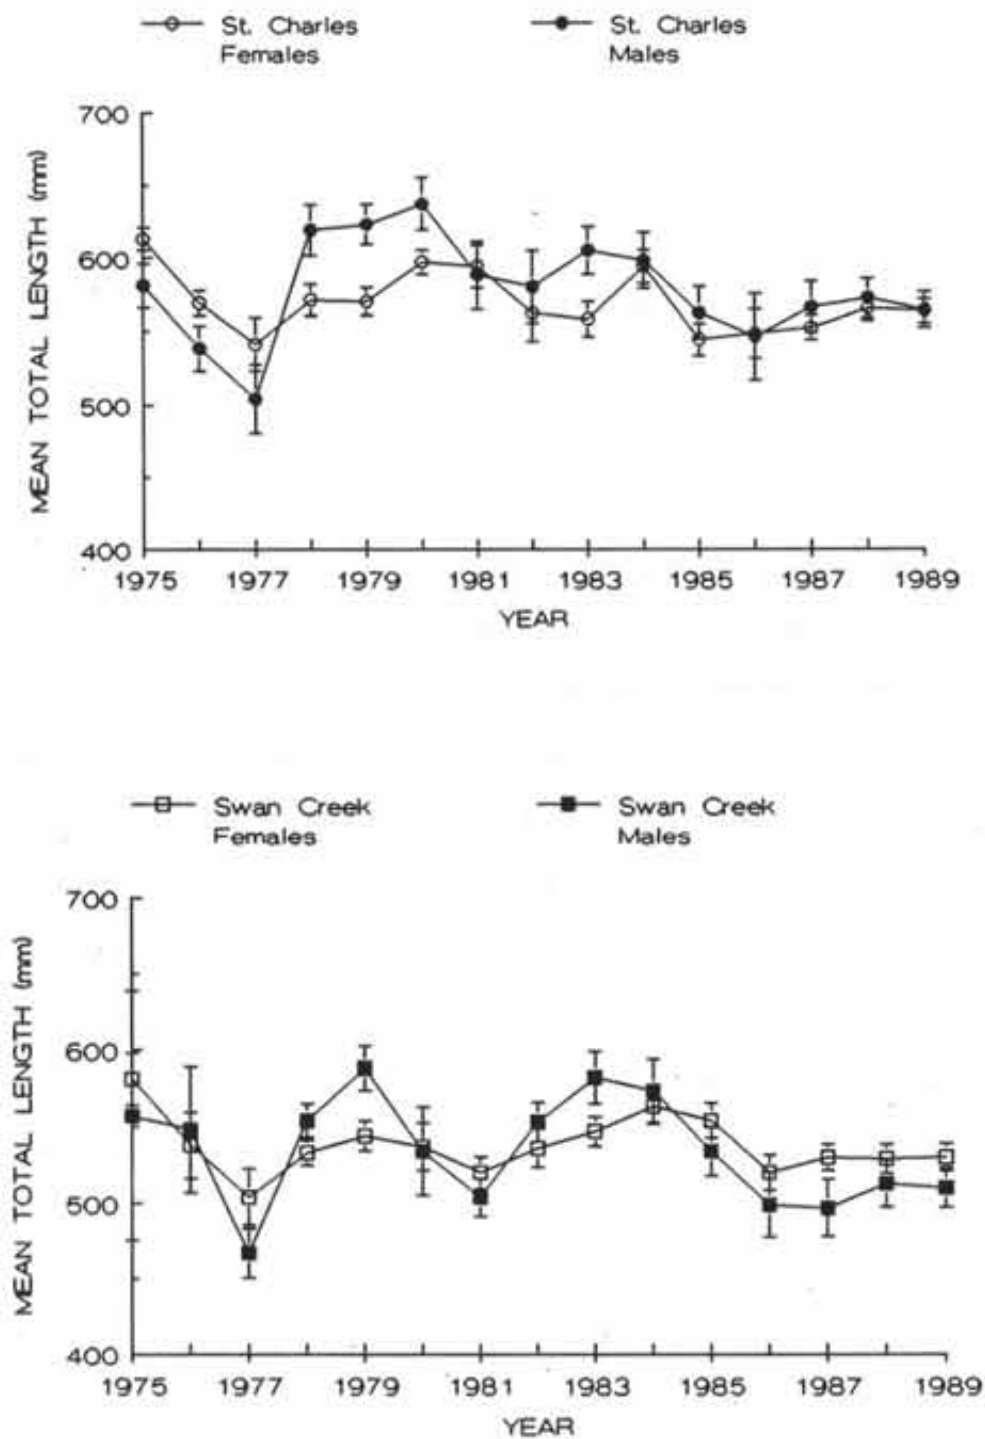 St. Charles Females
St. Charles Males
700
600
500
400
MEAN TOTAL LENGTH (mm)
1975 1977 1979 1981 1983 1985 1987 1989
YEAR
Swan Creek Females
Swan Creek Males
700
600
500
400
MEAN TOTAL LENGTH (mm)
1975 1977 1979 1981 1983 1985 1987 1989
YEAR